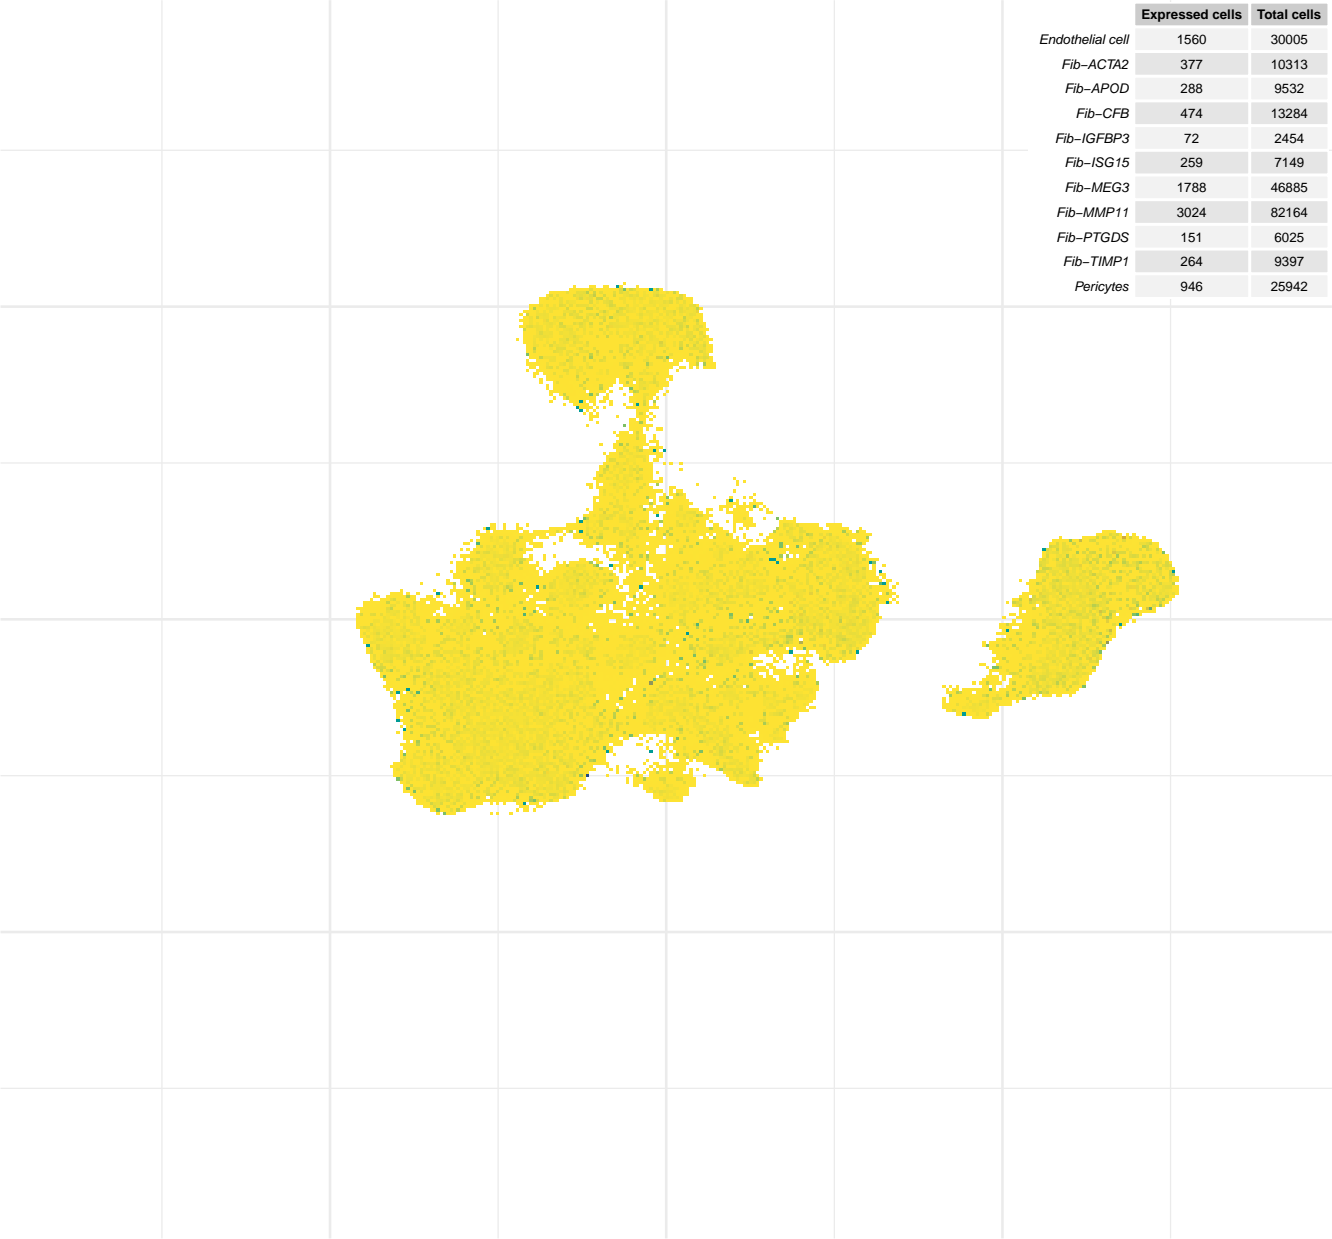 Expressed cells Total cells
Endothelial cell 1560 30005
Fib−ACTA2 377 10313
Fib−APOD 288 9532
Fib−CFB 474 13284
Fib−IGFBP3 72 2454
Fib−ISG15 259 7149
Fib−MEG3 1788 46885
Fib−MMP11 3024 82164
Fib−PTGDS 151 6025
Fib−TIMP1 264 9397
Pericytes 946 25942